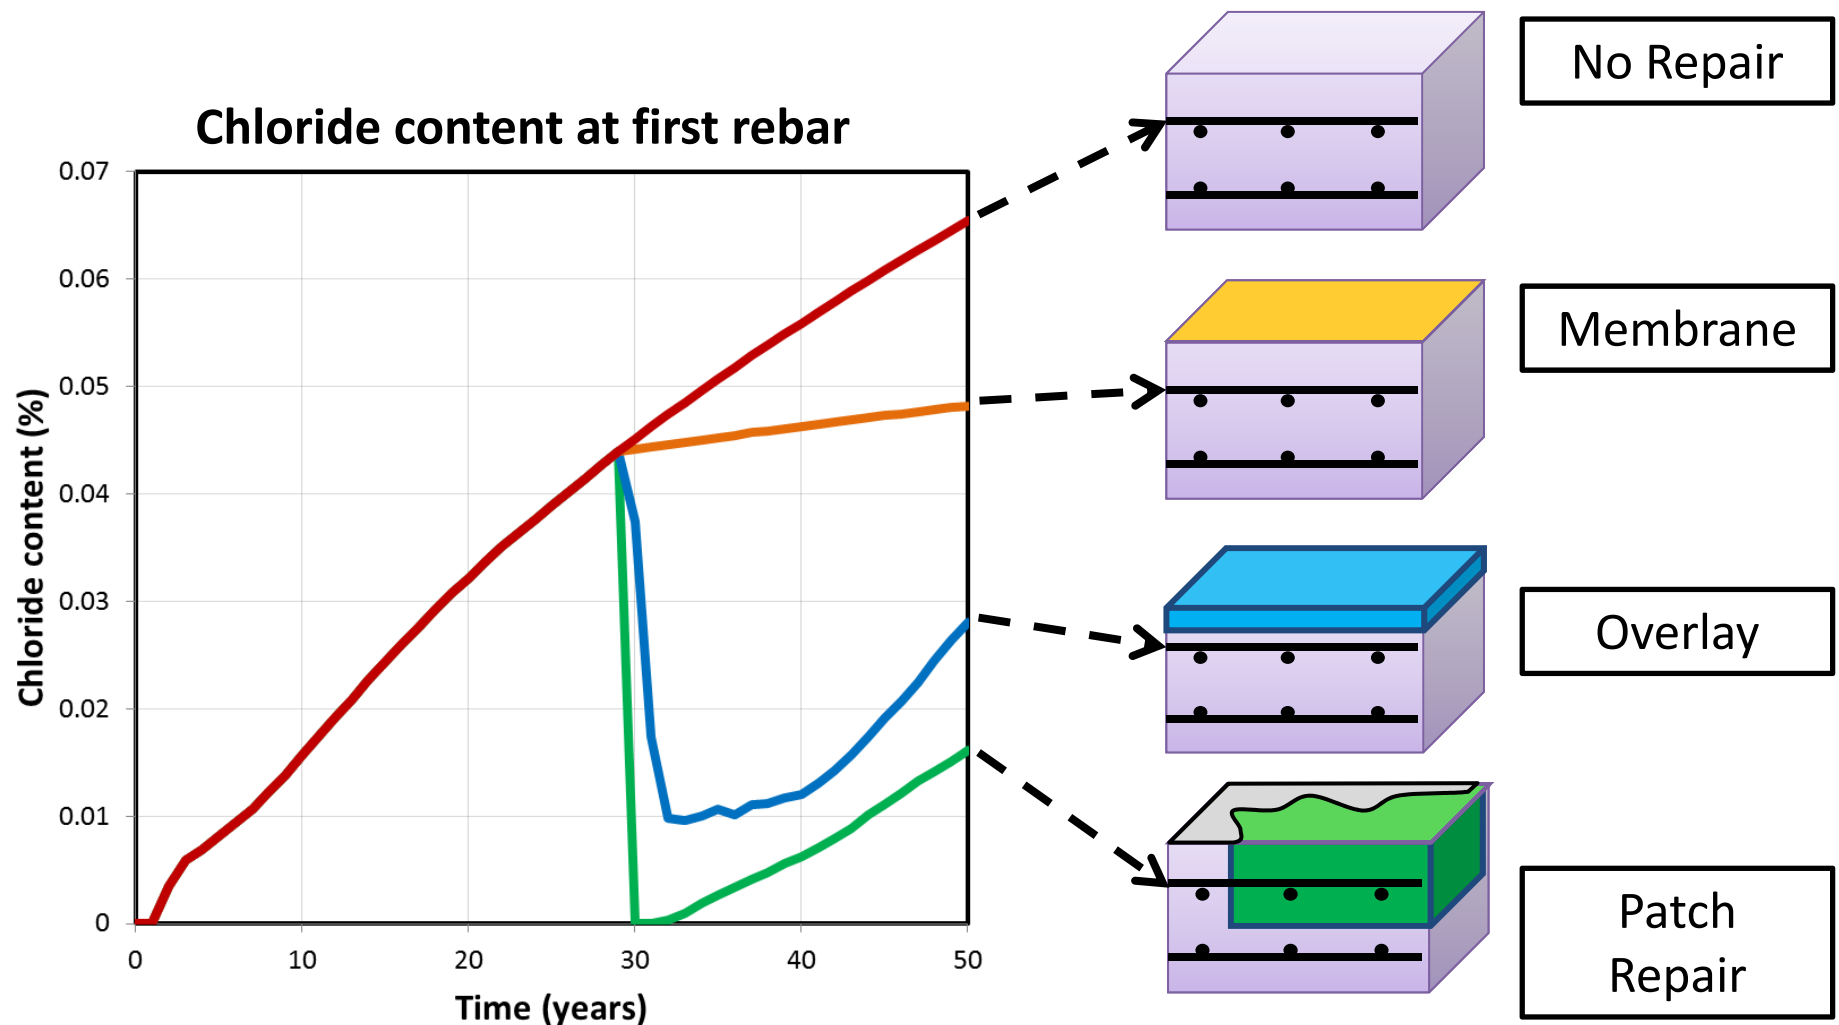 Chloride content at first rebar
Chloride content (%)
0.07
0.06
0.05
0.04
0.03
0.02
0.01
0
0
10
20
30
40
50
Time (years)
No Repair
Membrane
Overlay
Patch
Repair